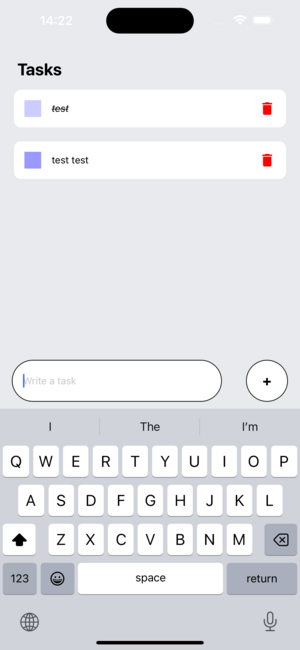 14:22
Tasks
test
test test
Write a task
+
I The I'm
Q W E R T Y U I O P
A S D F G H J K L
Z X C V B N M
123 space return